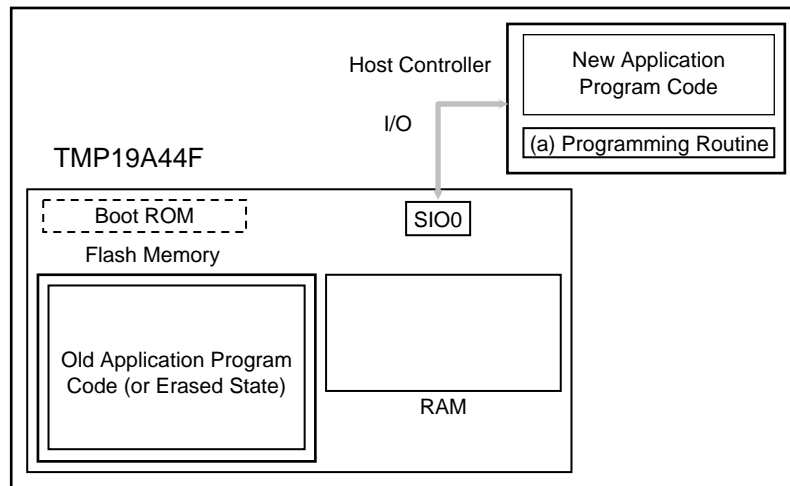 New Application
Program Code
Host Controller
I/O
(a) Programming Routine
TMP19A44F
Boot ROM
SIO0
Flash Memory
Old Application Program
Code (or Erased State)
RAM